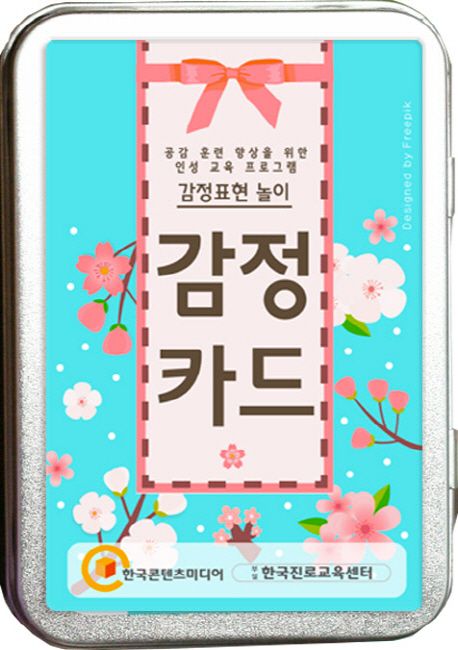 공감 훈련 향상을 위한
인성 교육 프로그램
감정표현 놀이
감정
카드
Designed by Freepik
한국콘텐츠미디어
부설 한국진로교육센터